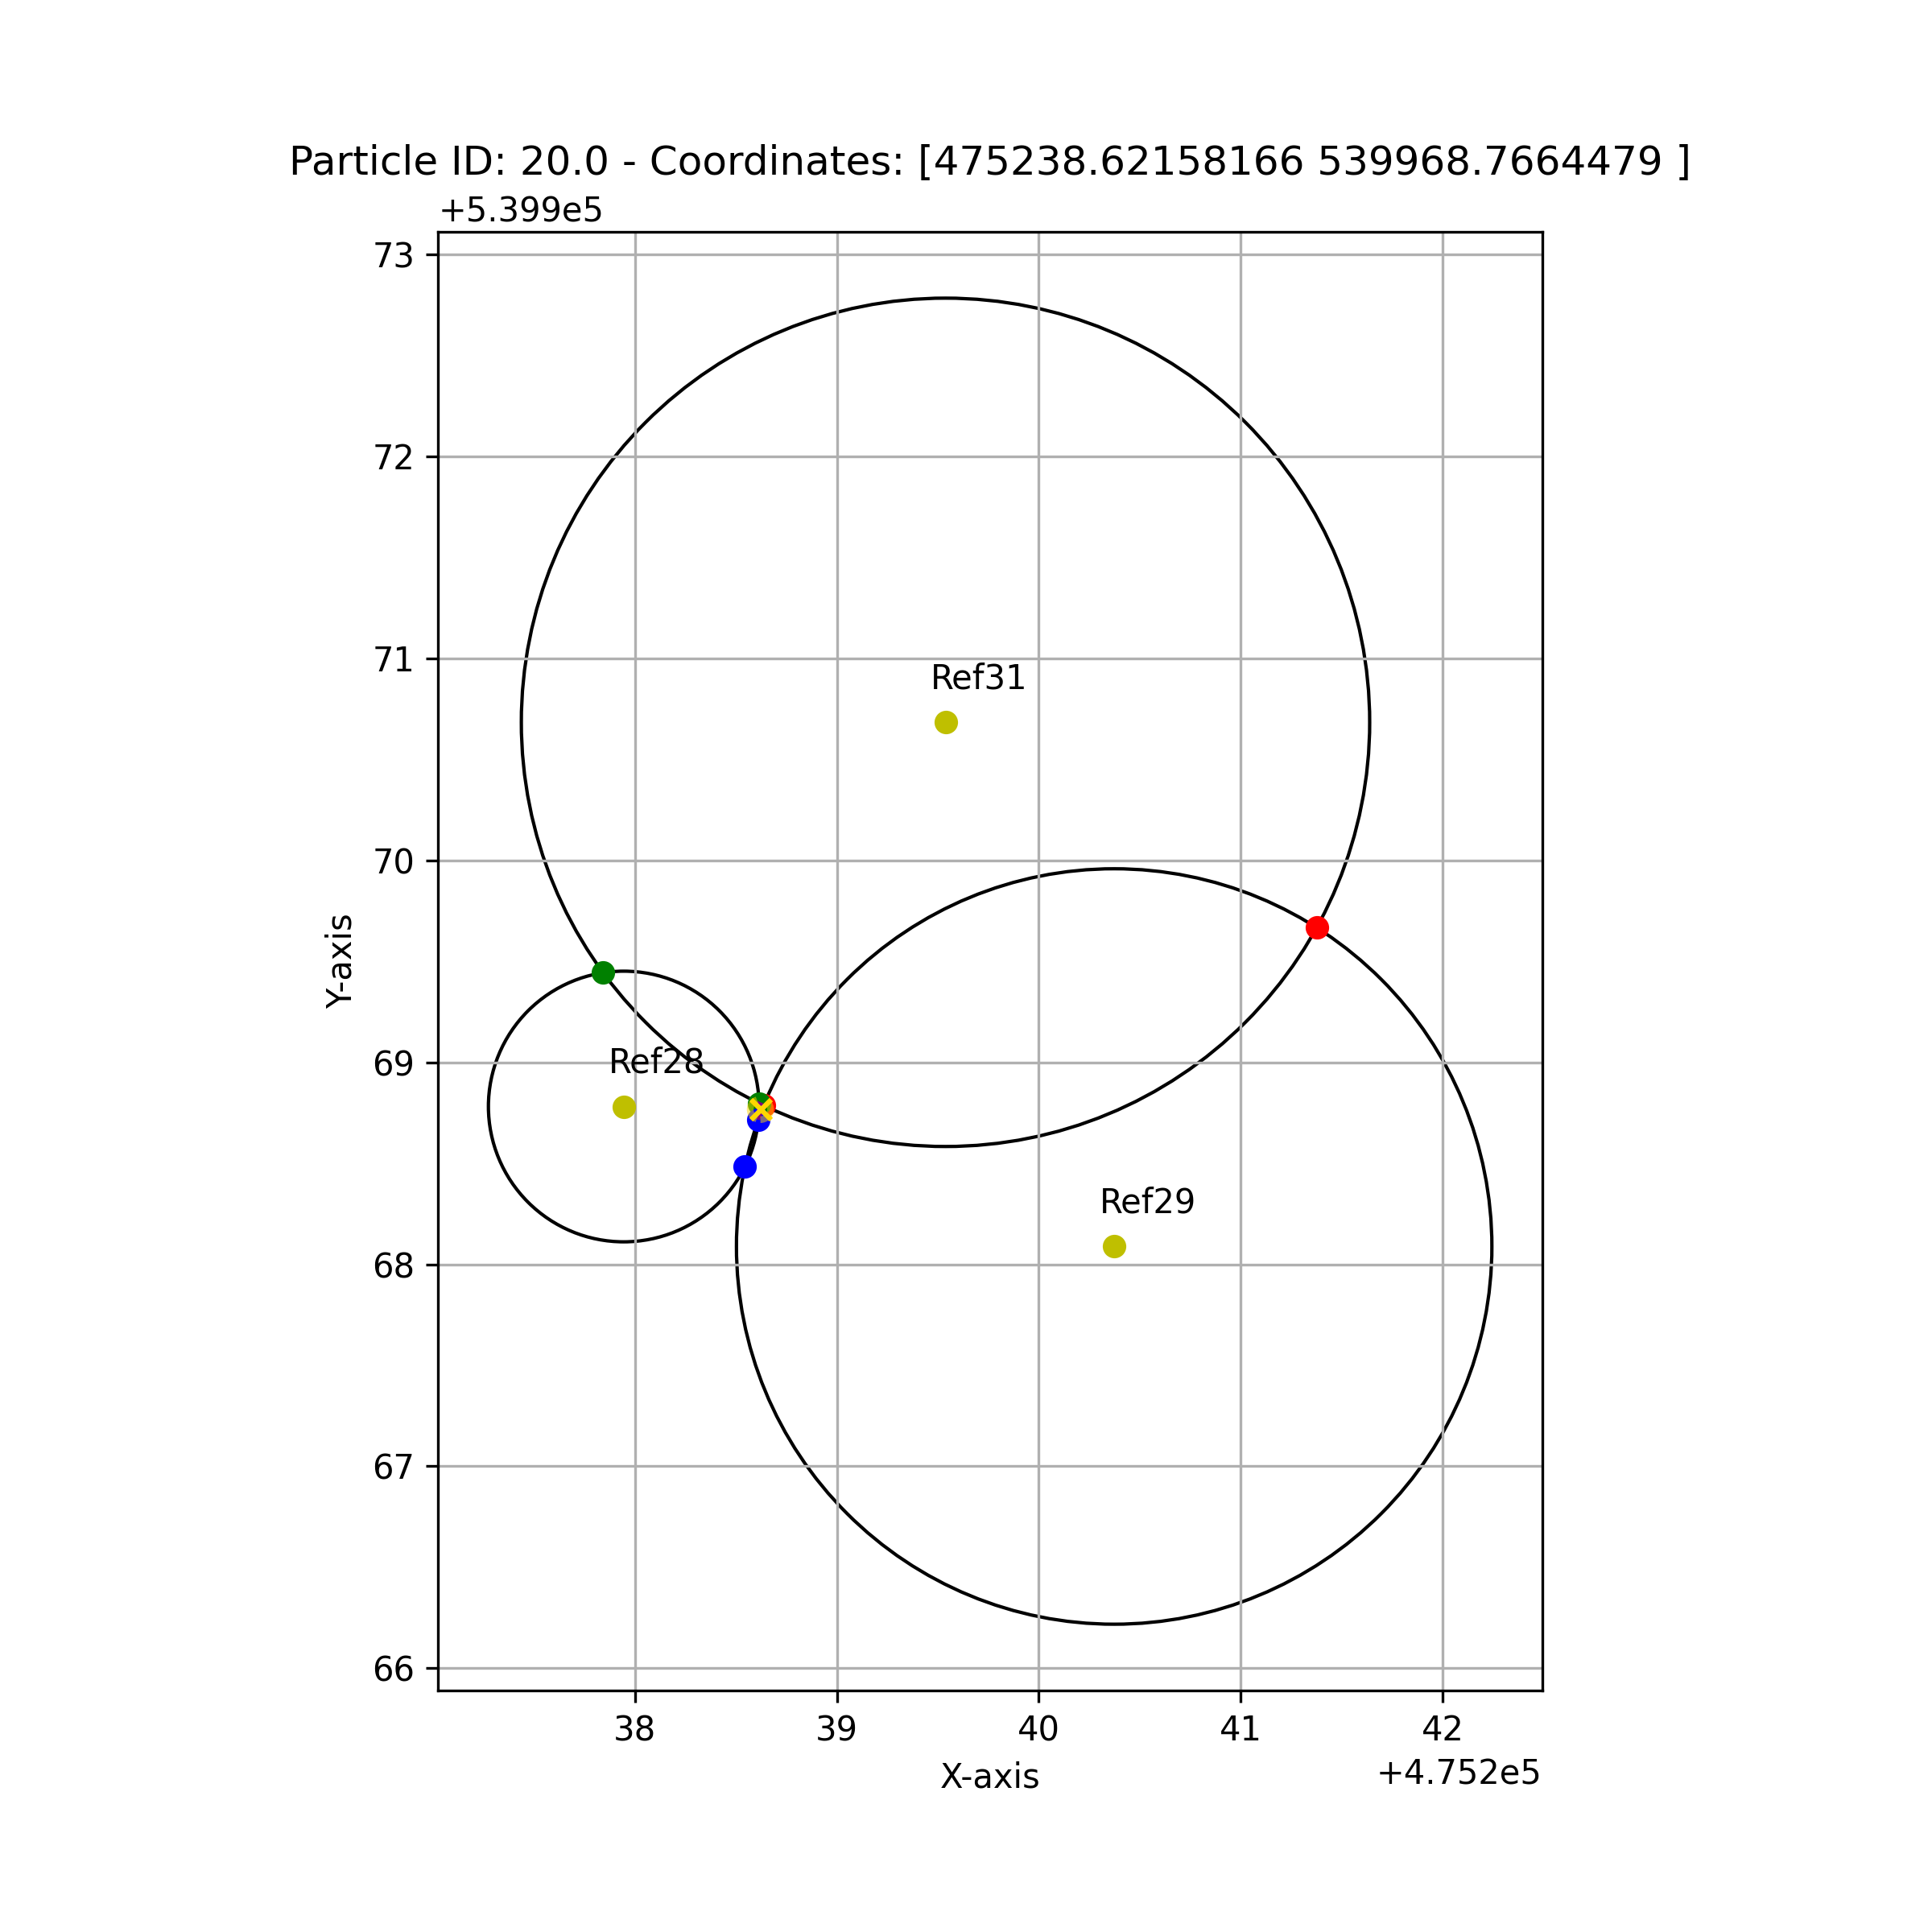 Particle ID: 20.0 - Coordinates: [475238.62158166 539968.7664479 ]
+5.399e5
73
72
71
70
69
68
67
66
Y-axis
Ref31
Ref28
Ref29
38 39 40 41 42
X-axis
+4.752e5